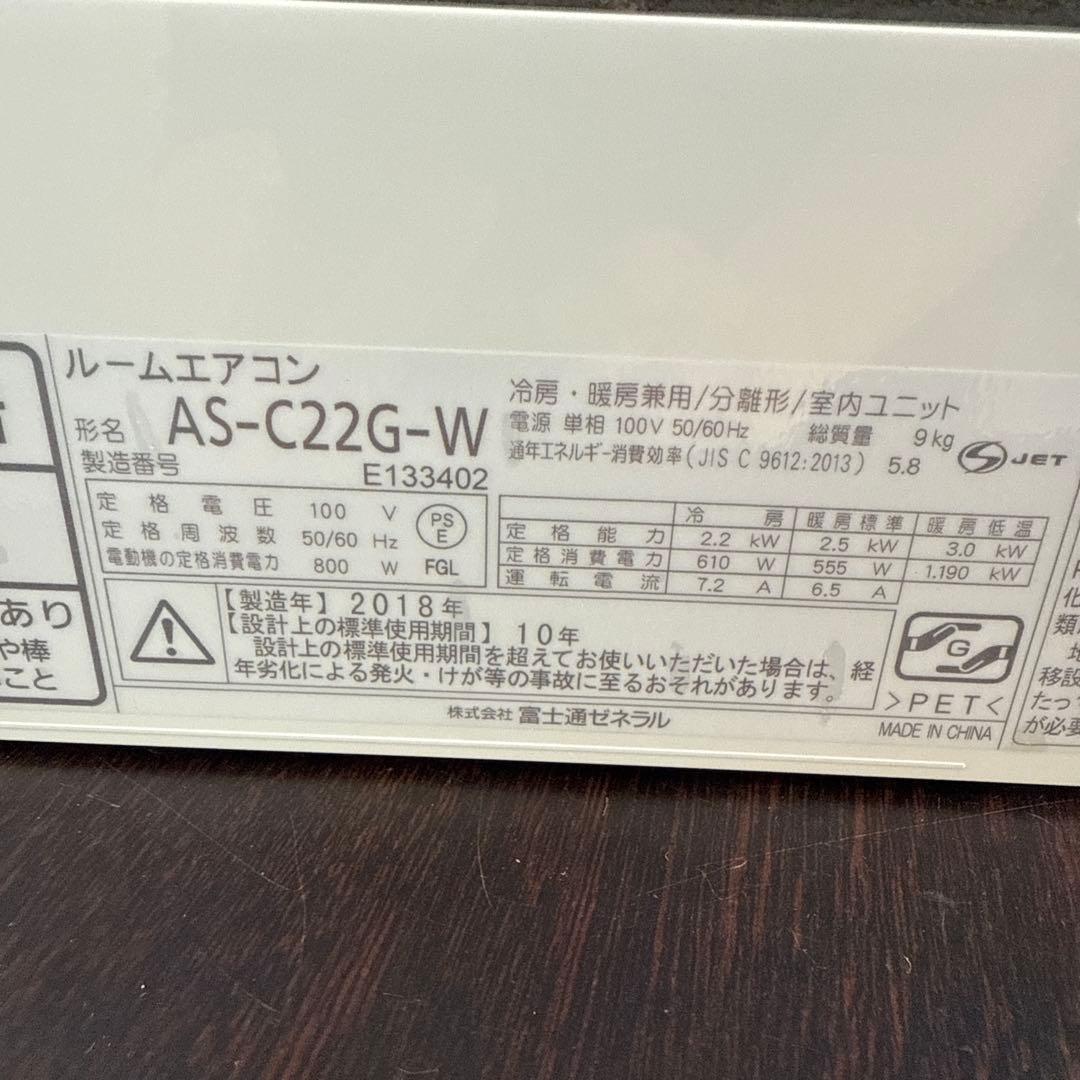 ルームエアコン
形名 AS-C22G-W
製造番号 E133402
冷房・暖房兼用/分離形/室内ユニット
電源 単相 100V 50/60Hz 総質量 9kg
通年エネルギー消費効率(JIS C 9612:2013) 5.8
JET
定格電圧 100 V
定格周波数 50/60 Hz
電動機の定格消費電力 800 W
PS
E
FGL
冷房 暖房標準 暖房低温
定格能力 2.2 kW 2.5 kW 3.0 kW
定格消費電力 610 W 555 W 1.190 kW
運転電流 7.2 A 6.5 A
【製造年】2018年
【設計上の標準使用期間】10年
設計上の標準使用期間を超えてお使いいただいた場合は、経
年劣化による発火・けが等の事故に至るおそれがあります。
G
>PET<
株式会社 富士通ゼネラル
MADE IN CHINA
あり
や棒
こと
化
類
移設
たっ
が必要